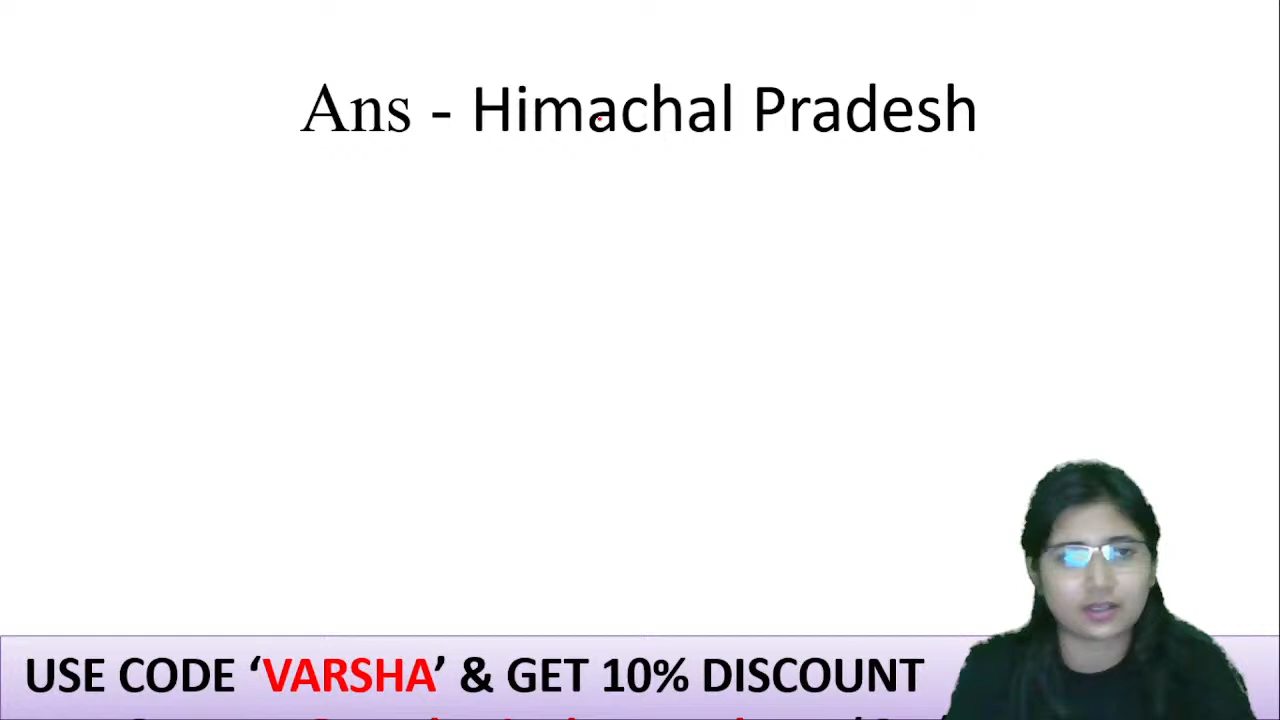 Ans - Himachal Pradesh
USE CODE ‘VARSHA’ & GET 10% DISCOUNT